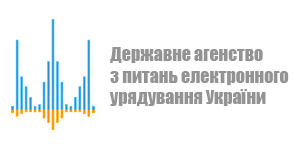 Державне агенство
з питань електронного
урядування України